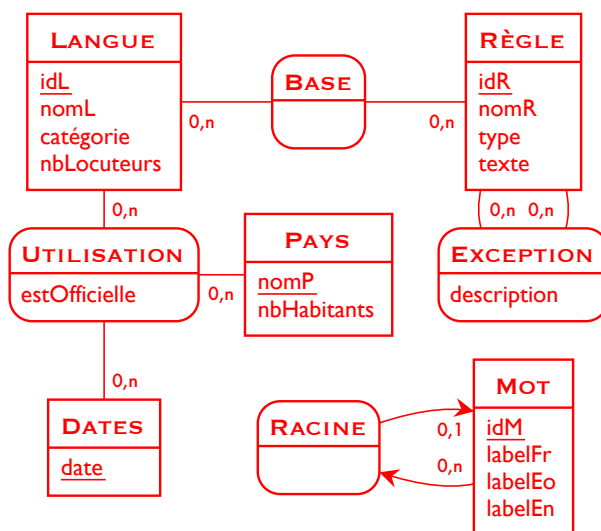 LANGUE
idL
nomL
catégorie
nbLocuteurs
0,n
BASE
0,n
RÈGLE
idR
nomR
type
texte
0,n
0,n 0,n
UTILISATION
estOfficielle
0,n
PAYS
nomP
nbHabitants
EXCEPTION
description
0,n
DATES
date
RACINE
0,1
0,n
MOT
idM
labelFr
labelEo
labelEn